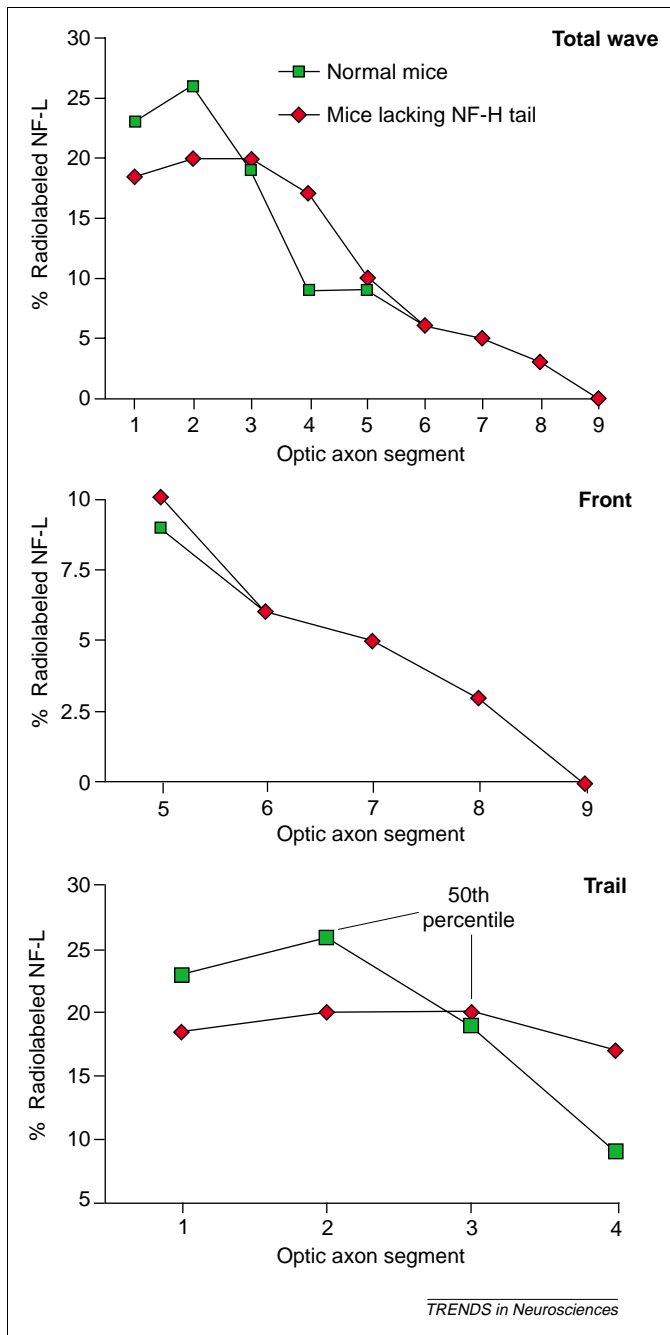 Total wave
Normal mice
Mice lacking NF-H tail
% Radiolabeled NF-L
30
25
20
15
10
5
0
1 2 3 4 5 6 7 8 9
Optic axon segment
Front
% Radiolabeled NF-L
10
7.5
5
2.5
0
5 6 7 8 9
Optic axon segment
Trail
50th
percentile
% Radiolabeled NF-L
30
25
20
15
10
5
1 2 3 4
Optic axon segment
TRENDS in Neurosciences